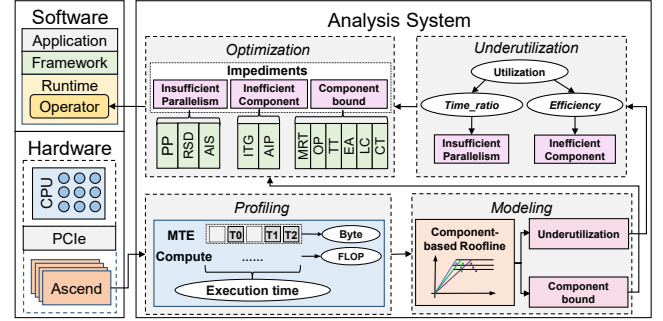 Software
Application
Framework
Runtime
Operator
Hardware
CPU
PCIe
Ascend
Analysis System
Optimization
Impediments
Insufficient
Parallelism
Inefficient
Component
Component
bound
PP
RSD
AIS
ITG
AIP
MRT
OP
TT
EA
LC
CT
Underutilization
Utilization
Time_ratio
Efficiency
Insufficient
Parallelism
Inefficient
Component
Profiling
MTE
T0
T1
T2
Byte
Compute
......
FLOP
Execution time
Modeling
Component-
based Roofline
Underutilization
Component
bound